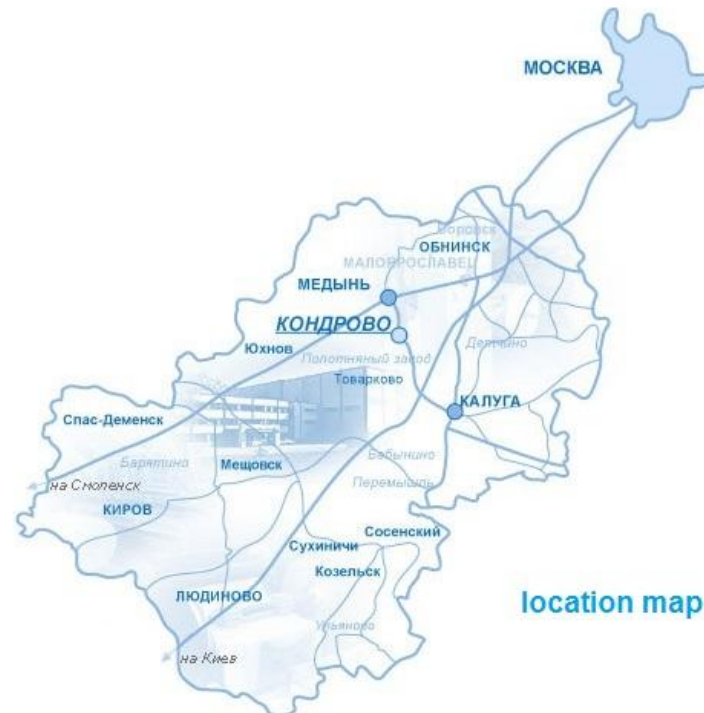 МОСКВА
Боровск
ОБНИНСК
МАЛОЯРОСЛАВЕЦ
МЕДЫНЬ
КОНДРОВО
Юхнов
Полотняный завод
Детчино
Товарково
КАЛУГА
Спас-Деменск
Барятино
Мещовск
Бабынино
на Смоленск
Перемышль
КИРОВ
Сосенский
Сухиничи
Козельск
ЛЮДИНОВО
location map
Ульяново
на Киев